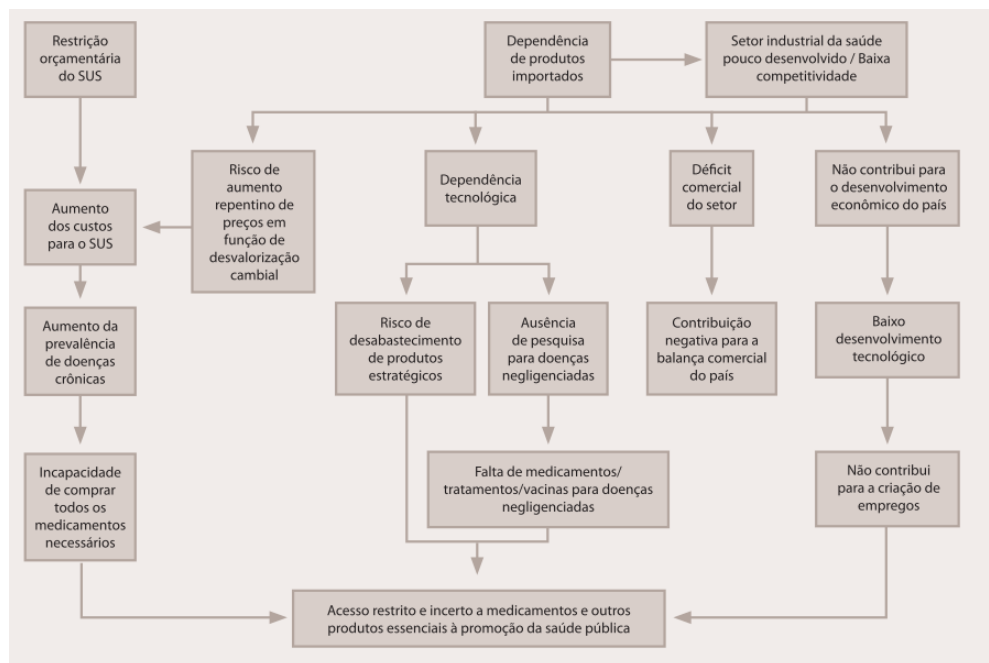 Restrição
orçamentária
do SUS
Dependência
de produtos
importados
Setor industrial da saúde
pouco desenvolvido / Baixa
competitividade
Risco de
aumento
repentino de
preços em
função de
desvalorização
cambial
Dependência
tecnológica
Déficit
comercial
do setor
Não contribui para
o desenvolvimento
econômico do país
Aumento
dos custos
para o SUS
Aumento da
prevalência
de doenças
crônicas
Risco de
desabastecimento
de produtos
estratégicos
Ausência
de pesquisa
para doenças
negligenciadas
Contribuição
negativa para a
balança comercial
do país
Baixo
desenvolvimento
tecnológico
Incapacidade
de comprar
todos os
medicamentos
necessários
Falta de medicamentos/
tratamentos/vacinas para doenças
negligenciadas
Não contribui
para a criação de
empregos
Acesso restrito e incerto a medicamentos e outros
produtos essenciais à promoção da saúde pública